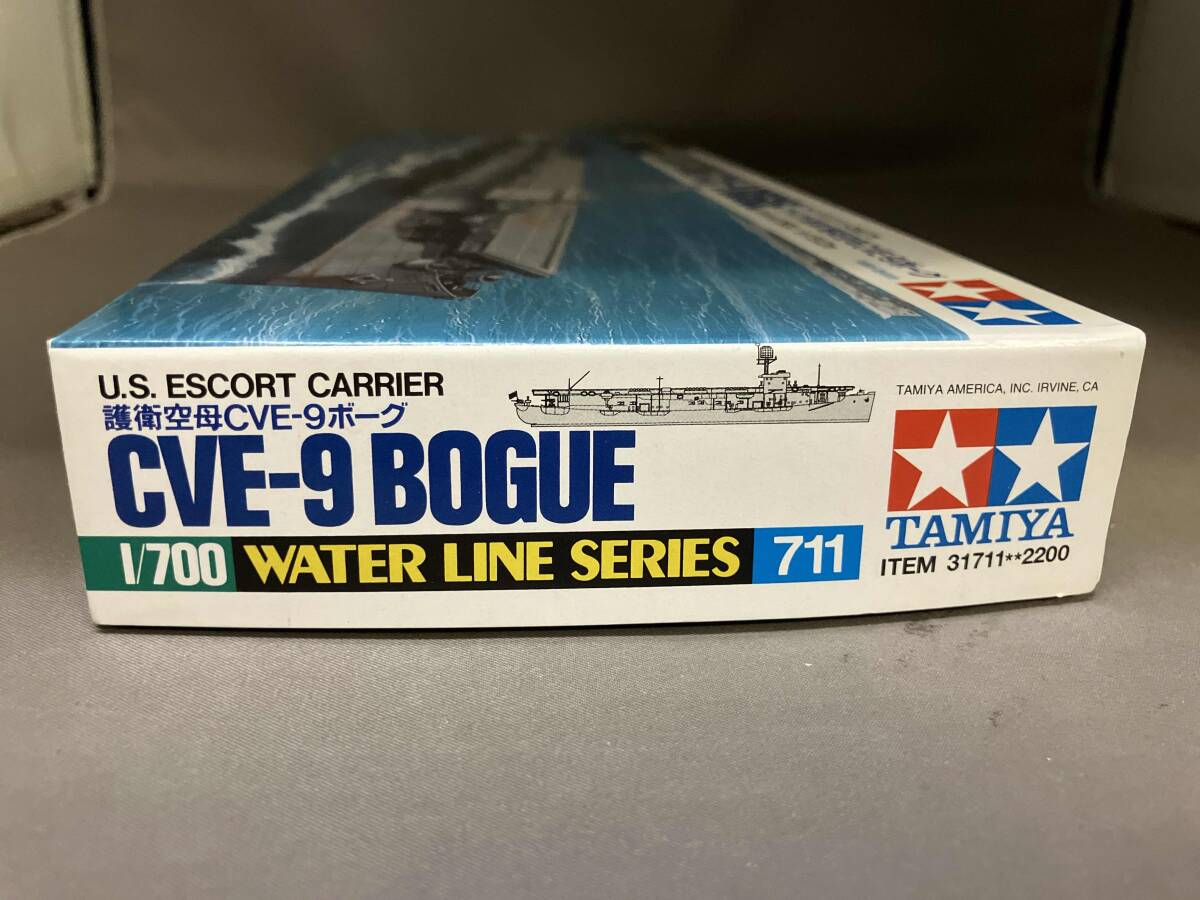 U.S. ESCORT CARRIER
護衛空母CVE-9ボーグ
CVE-9 BOGUE
1/700 WATER LINE SERIES 711
TAMIYA AMERICA, INC. IRVINE, CA
TAMIYA
ITEM 31711**2200